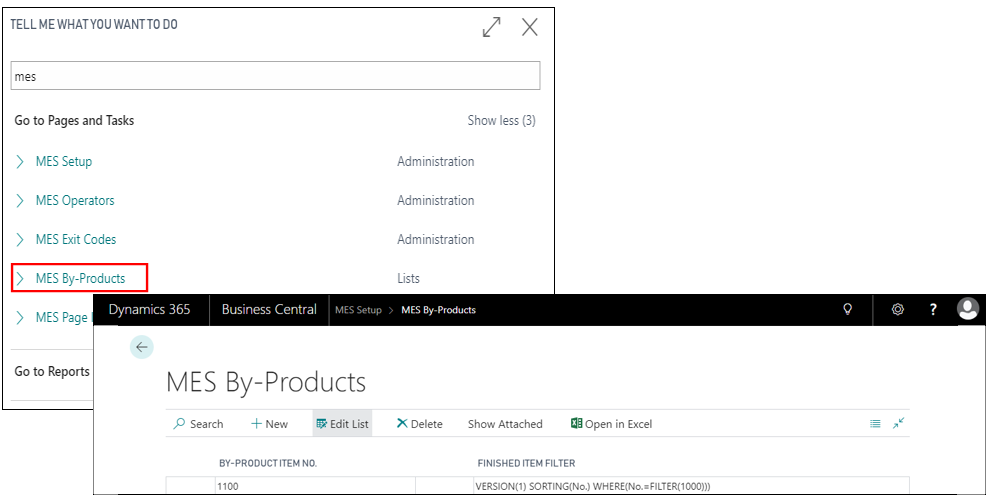 TELL ME WHAT YOU WANT TO DO
mes
Go to Pages and Tasks Show less (3)
MES Setup Administration
MES Operators Administration
MES Exit Codes Administration
MES By-Products Lists
MES Page
Go to Reports
Dynamics 365 Business Central MES Setup > MES By-Products ?
MES By-Products
Search + New Edit List Delete Show Attached Open in Excel
BY-PRODUCT ITEM NO. FINISHED ITEM FILTER
1100 VERSION(1) SORTING(No.) WHERE(No.=FILTER(1000)))